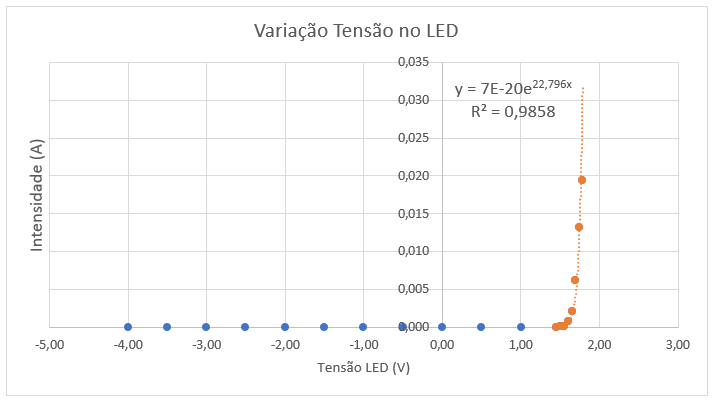 Variação Tensão no LED
0,035
0,030
0,025
0,020
0,015
0,010
0,005
0,000
y = 7E-20e^22,796x
R² = 0,9858
Intensidade (A)
-5,00 -4,00 -3,00 -2,00 -1,00 0,00 1,00 2,00 3,00
Tensão LED (V)